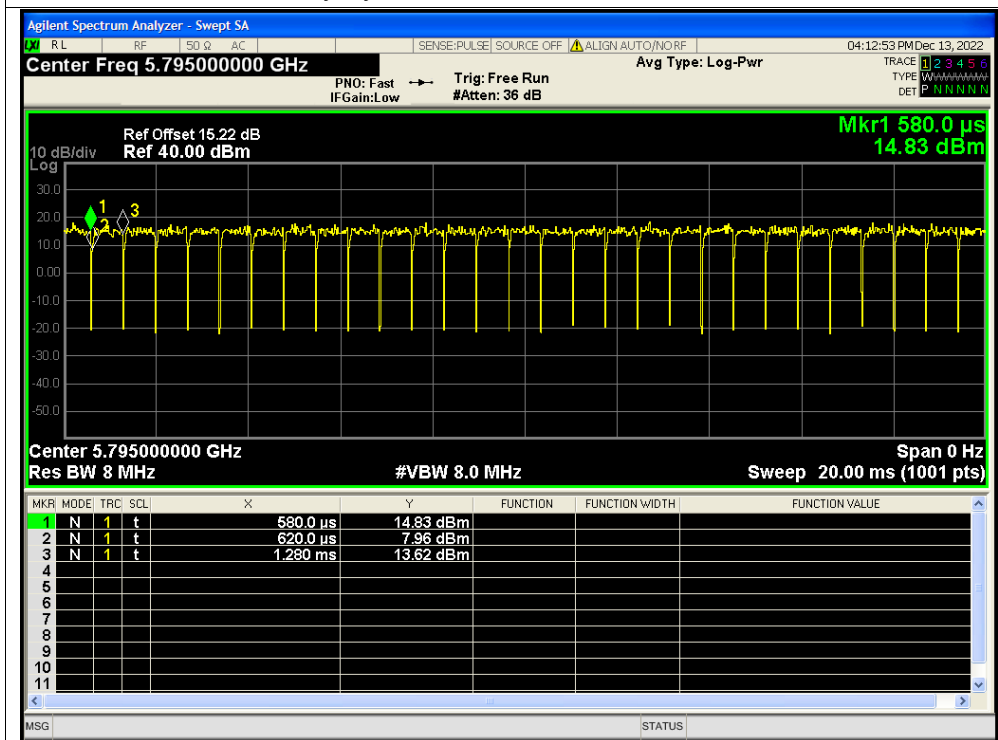 Agilent Spectrum Analyzer - Swept SA
LXI RL RF 50 Ω AC SENSE:PULSE SOURCE OFF ALIGN AUTO/NO RF 04:12:53 PM Dec 13, 2022
Center Freq 5.795000000 GHz Avg Type: Log-Pwr TRACE 1 2 3 4 5 6
PNO: Fast Trig: Free Run TYPE WWWWWW
IFGain:Low #Atten: 36 dB DET P N N N N N
Mkr1 580.0 µs
14.83 dBm
Ref Offset 15.22 dB
10 dB/div Ref 40.00 dBm
Log
30.0
20.0
10.0
0.00
-10.0
-20.0
-30.0
-40.0
-50.0
1
2
3
Center 5.795000000 GHz Span 0 Hz
Res BW 8 MHz #VBW 8.0 MHz Sweep 20.00 ms (1001 pts)
MKR MODE TRC SCL X Y FUNCTION FUNCTION WIDTH FUNCTION VALUE
1 N 1 t 580.0 µs 14.83 dBm
2 N 1 t 620.0 µs 7.96 dBm
3 N 1 t 1.280 ms 13.62 dBm
4
5
6
7
8
9
10
11
MSG STATUS